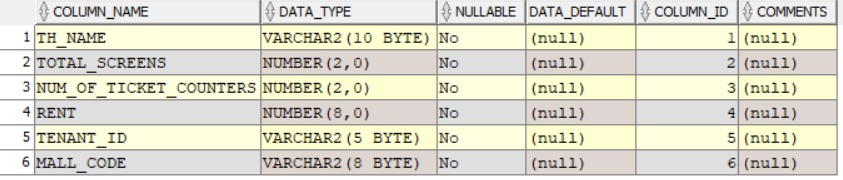 COLUMN_NAME DATA_TYPE NULLABLE DATA_DEFAULT COLUMN_ID COMMENTS
1 TH_NAME VARCHAR2(10 BYTE) No (null) 1 (null)
2 TOTAL_SCREENS NUMBER(2,0) No (null) 2 (null)
3 NUM_OF_TICKET_COUNTERS NUMBER(2,0) No (null) 3 (null)
4 RENT NUMBER(8,0) No (null) 4 (null)
5 TENANT_ID VARCHAR2(5 BYTE) No (null) 5 (null)
6 MALL_CODE VARCHAR2(8 BYTE) No (null) 6 (null)